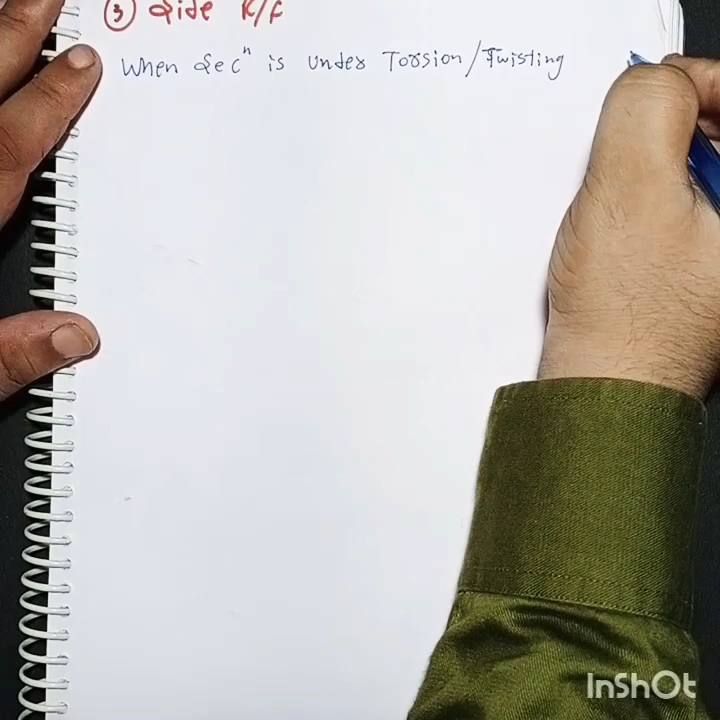 ③ Side R/F
When Secⁿ is under Torsion/Twisting
InShOt